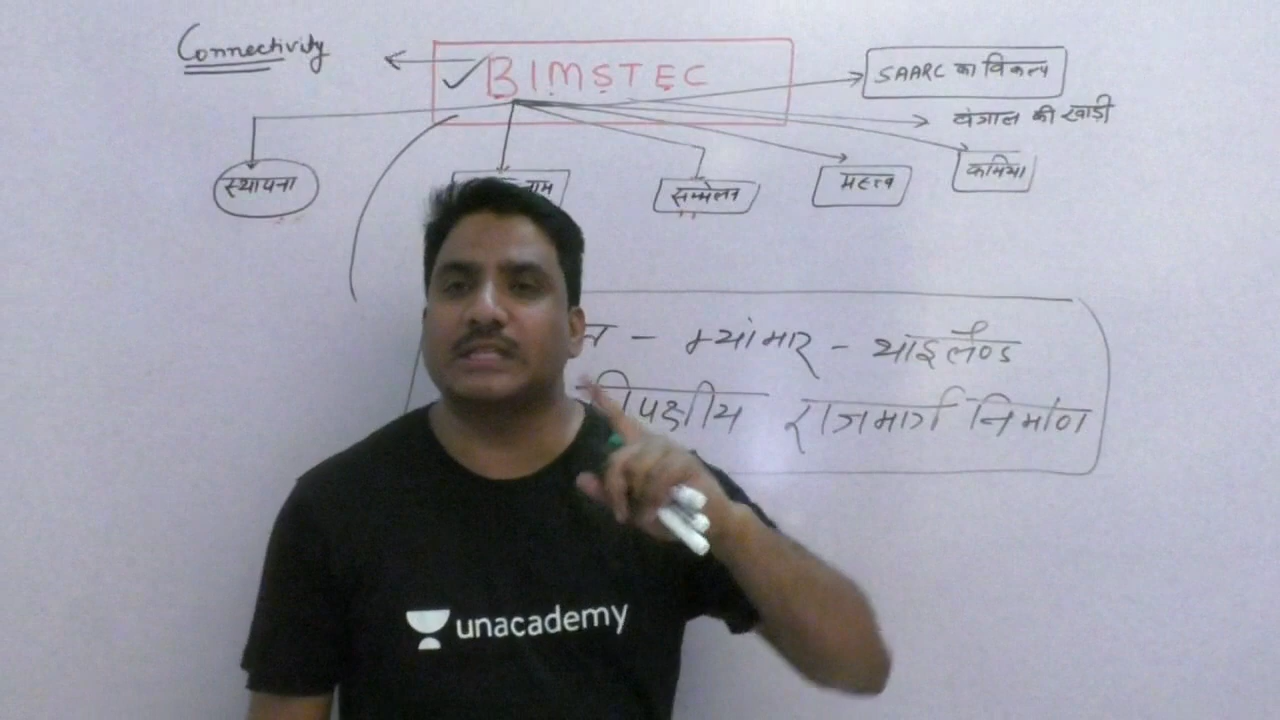 Connectivity
BIMSTEC
SAARC का विकल्प
बंगाल की खाड़ी
स्थापना
नाम
सम्मेलन
महत्व
कमियां
- म्यांमार - थाईलैण्ड
राजमार्ग निर्माण
unacademy